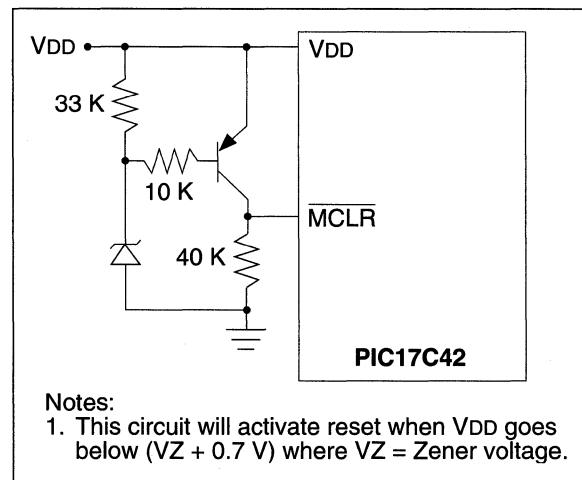 VDD
VDD
33 K
10 K
MCLR
40 K
PIC17C42
Notes:
1. This circuit will activate reset when VDD goes
below (VZ + 0.7 V) where VZ = Zener voltage.